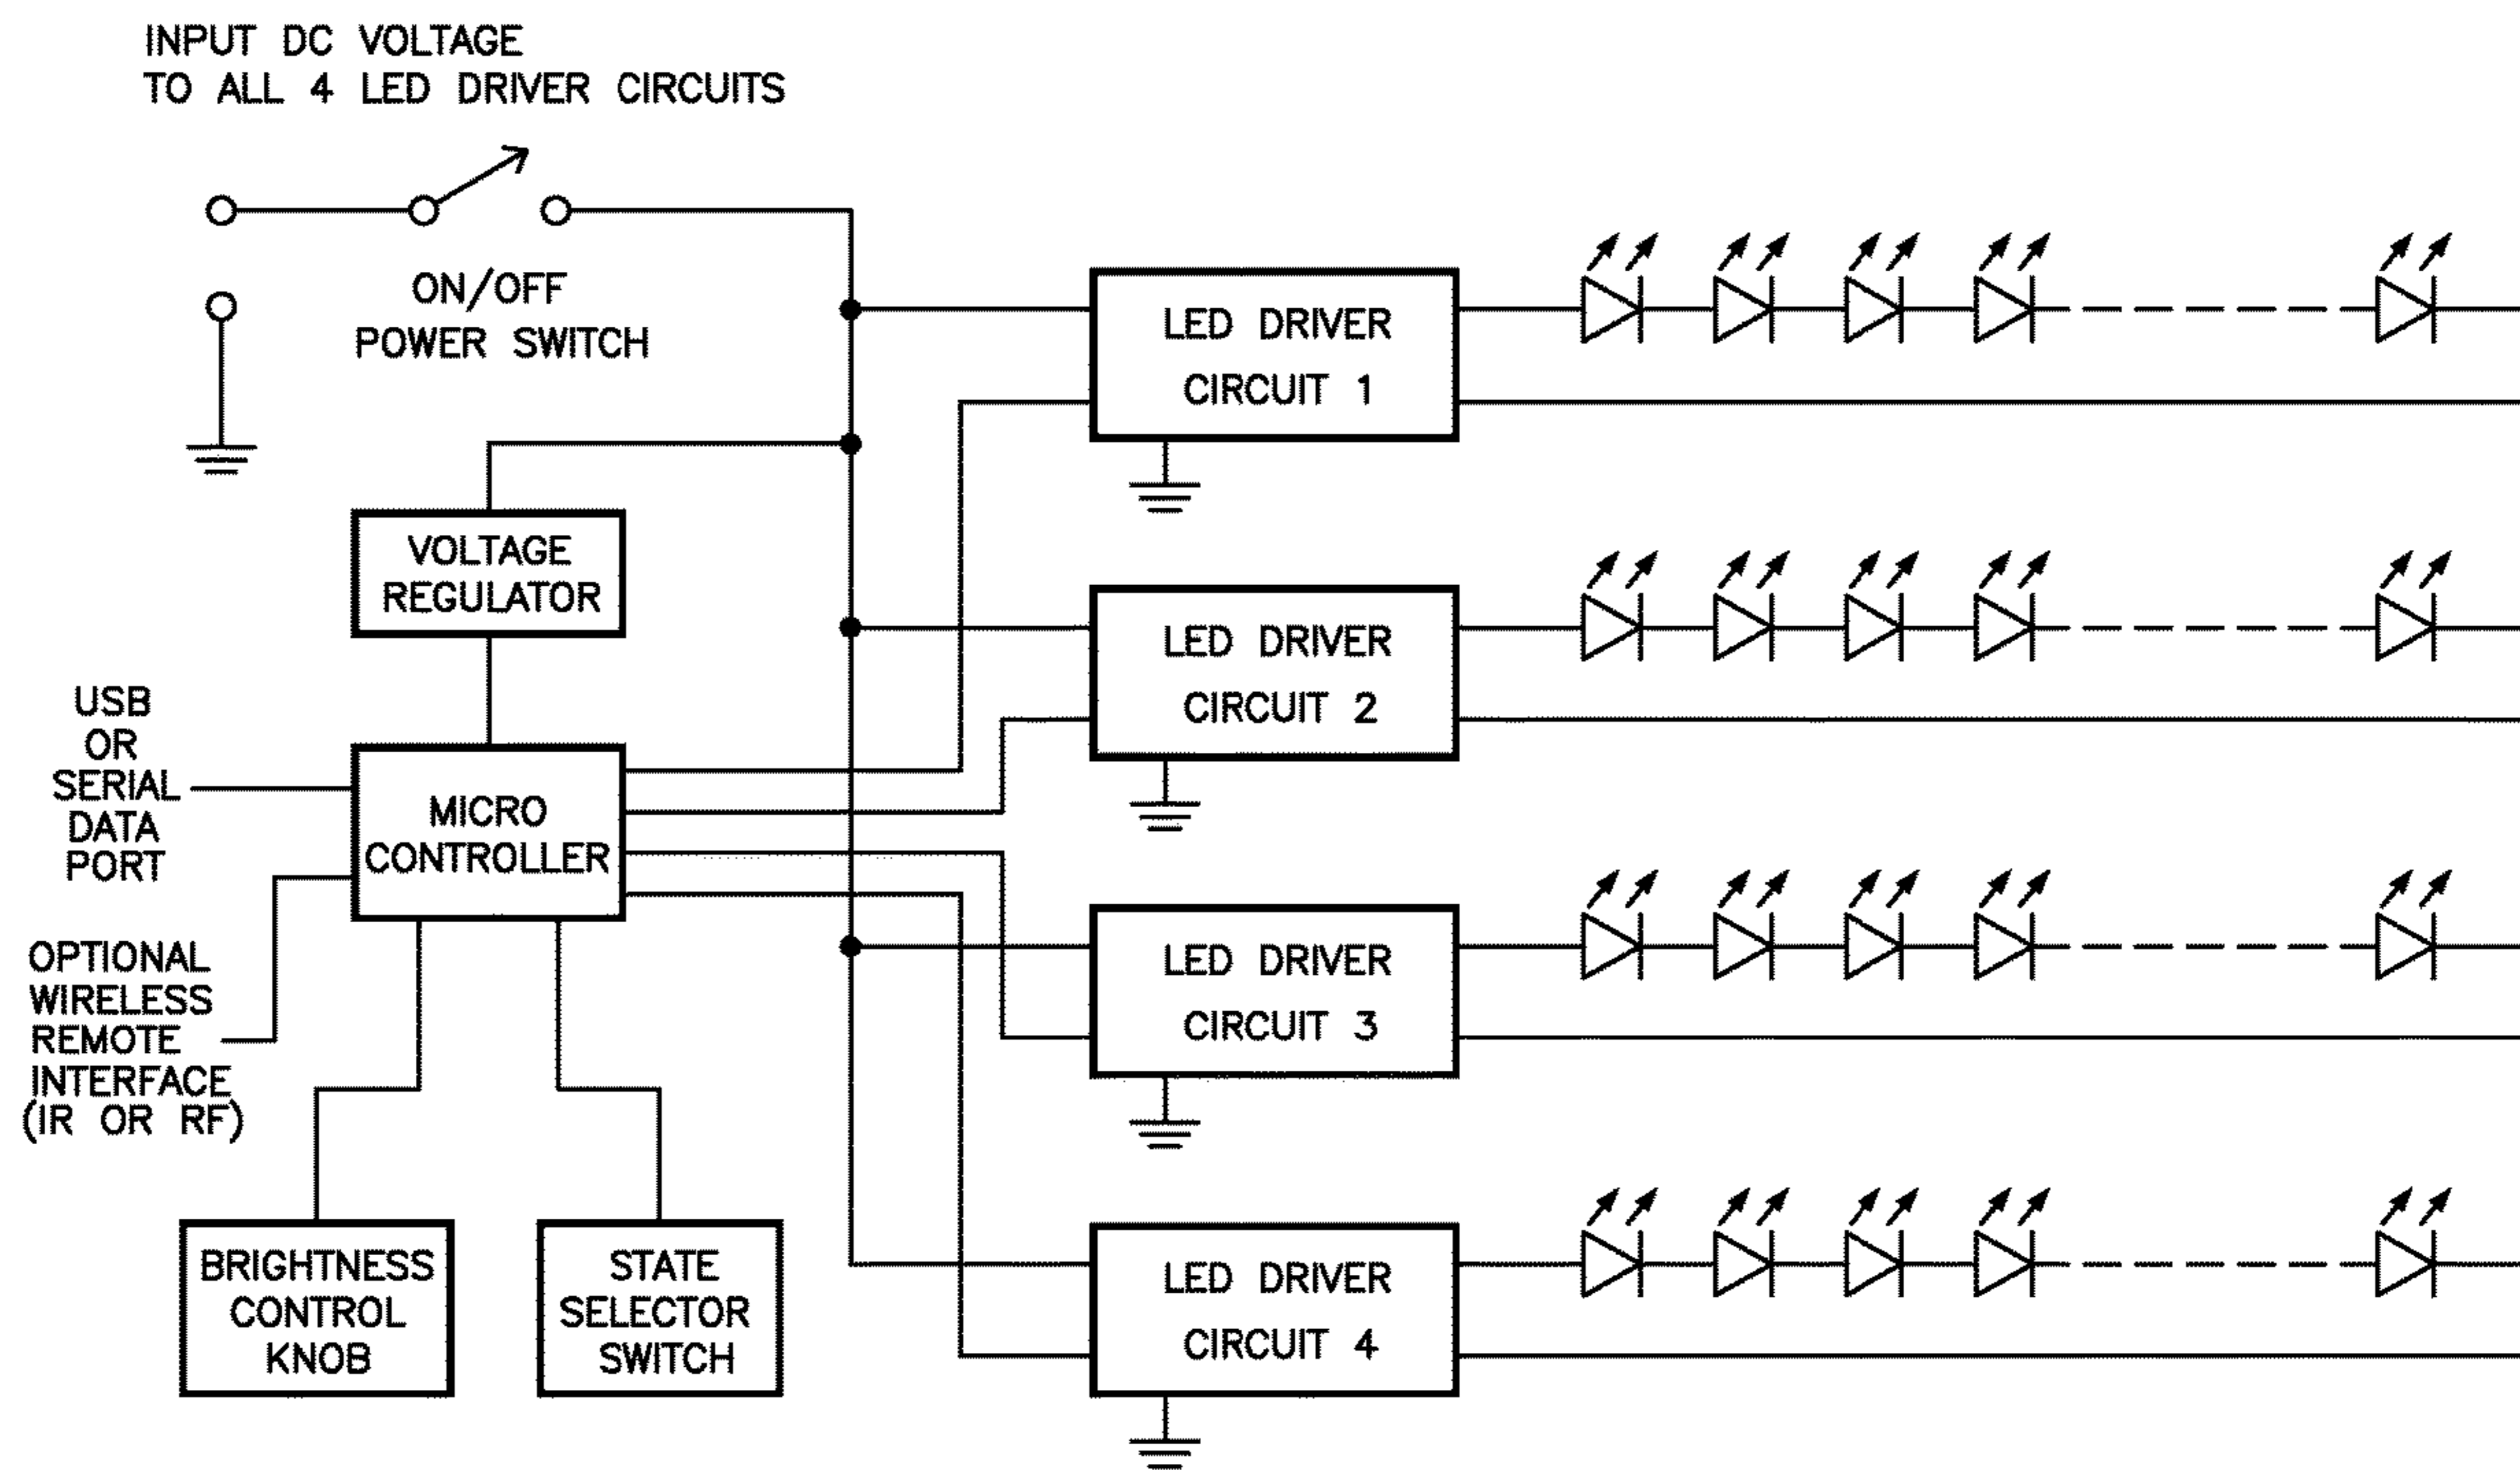 INPUT DC VOLTAGE
TO ALL 4 LED DRIVER CIRCUITS
ON/OFF
POWER SWITCH
VOLTAGE
REGULATOR
USB
OR
SERIAL
DATA
PORT
MICRO
CONTROLLER
OPTIONAL
WIRELESS
REMOTE
INTERFACE
(IR OR RF)
BRIGHTNESS
CONTROL
KNOB
STATE
SELECTOR
SWITCH
LED DRIVER
CIRCUIT 1
LED DRIVER
CIRCUIT 2
LED DRIVER
CIRCUIT 3
LED DRIVER
CIRCUIT 4